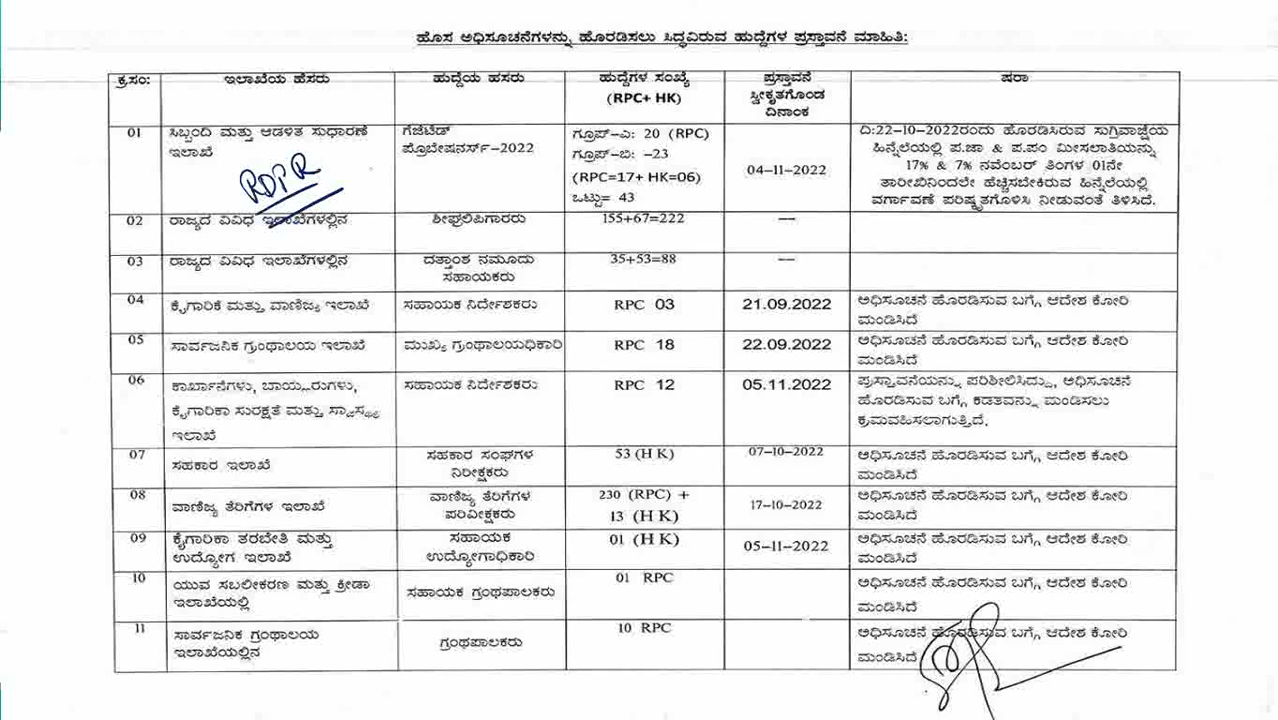 ಹೊಸ ಅಧಿಸೂಚನೆಗಳನ್ನು ಹೊರಡಿಸಲು ಸಿದ್ಧವಿರುವ ಹುದ್ದೆಗಳ ಪ್ರಸ್ತಾವನೆ ಮಾಹಿತಿ:
ಕ್ರಸಂ: ಇಲಾಖೆಯ ಹೆಸರು ಹುದ್ದೆಯ ಹಸರು ಹುದ್ದೆಗಳ ಸಂಖ್ಯೆ (RPC+ HK) ಪ್ರಸ್ತಾವನೆ ಸ್ವೀಕೃತಗೊಂಡ ದಿನಾಂಕ ಷರಾ
01 ಸಿಬ್ಬಂದಿ ಮತ್ತು ಆಡಳಿತ ಸುಧಾರಣೆ ಇಲಾಖೆ
RDPR
ಗೆಜೆಟೆಡ್ ಪ್ರೊಬೇಷನರ್ಸ್-2022
ಗ್ರೂಪ್-ಎ: 20 (RPC)
ಗ್ರೂಪ್-ಬಿ: -23
(RPC=17+ HK=06)
ಒಟ್ಟು= 43
04-11-2022
ದಿ:22-10-2022ರಂದು ಹೊರಡಿಸಿರುವ ಸುಗ್ರಿವಾಜ್ಞೆಯ
ಹಿನ್ನೆಲೆಯಲ್ಲಿ ಪ.ಜಾ & ಪ.ಪಂ ಮೀಸಲಾತಿಯನ್ನು
17% & 7% ನವೆಂಬರ್ ತಿಂಗಳ 01ನೇ
ತಾರೀಖಿನಿಂದಲೇ ಹೆಚ್ಚಿಸಬೇಕಿರುವ ಹಿನ್ನೆಲೆಯಲ್ಲಿ
ವರ್ಗಾವಣೆ ಪರಿಷ್ಕೃತಗೊಳಿಸಿ ನೀಡುವಂತೆ ತಿಳಿಸಿದೆ.
02 ರಾಜ್ಯದ ವಿವಿಧ ಇಲಾಖೆಗಳಲ್ಲಿನ ಶೀಘ್ರಲಿಪಿಗಾರರು 155+67=222 ---
03 ರಾಜ್ಯದ ವಿವಿಧ ಇಲಾಖೆಗಳಲ್ಲಿನ ದತ್ತಾಂಶ ನಮೂದು ಸಹಾಯಕರು 35+53=88 ---
04 ಕೈಗಾರಿಕೆ ಮತ್ತು ವಾಣಿಜ್ಯ ಇಲಾಖೆ ಸಹಾಯಕ ನಿರ್ದೇಶಕರು RPC 03 21.09.2022 ಅಧಿಸೂಚನೆ ಹೊರಡಿಸುವ ಬಗ್ಗೆ ಆದೇಶ ಕೋರಿ ಮಂಡಿಸಿದೆ
05 ಸಾರ್ವಜನಿಕ ಗ್ರಂಥಾಲಯ ಇಲಾಖೆ ಮುಖ್ಯ ಗ್ರಂಥಾಲಯಧಿಕಾರಿ RPC 18 22.09.2022 ಅಧಿಸೂಚನೆ ಹೊರಡಿಸುವ ಬಗ್ಗೆ ಆದೇಶ ಕೋರಿ ಮಂಡಿಸಿದೆ
06 ಕಾರ್ಖಾನೆಗಳು, ಬಾಯ್ಲರುಗಳು, ಕೈಗಾರಿಕಾ ಸುರಕ್ಷತೆ ಮತ್ತು ಸ್ವಾಸ್ಥ್ಯ ಇಲಾಖೆ ಸಹಾಯಕ ನಿರ್ದೇಶಕರು RPC 12 05.11.2022 ಪ್ರಸ್ತಾವನೆಯನ್ನು ಪರಿಶೀಲಿಸಿದ್ದು, ಅಧಿಸೂಚನೆ ಹೊರಡಿಸುವ ಬಗ್ಗೆ ಕಡತವನ್ನು ಮಂಡಿಸಲು ಕ್ರಮವಹಿಸಲಾಗುತ್ತಿದೆ.
07 ಸಹಕಾರ ಇಲಾಖೆ ಸಹಕಾರ ಸಂಘಗಳ ನಿರೀಕ್ಷಕರು 53 (H K) 07-10-2022 ಅಧಿಸೂಚನೆ ಹೊರಡಿಸುವ ಬಗ್ಗೆ ಆದೇಶ ಕೋರಿ ಮಂಡಿಸಿದೆ
08 ವಾಣಿಜ್ಯ ತೆರಿಗೆಗಳ ಇಲಾಖೆ ವಾಣಿಜ್ಯ ತೆರಿಗೆಗಳ ಪರಿವೀಕ್ಷಕರು 230 (RPC) + 13 (H K) 17-10-2022 ಅಧಿಸೂಚನೆ ಹೊರಡಿಸುವ ಬಗ್ಗೆ ಆದೇಶ ಕೋರಿ ಮಂಡಿಸಿದೆ
09 ಕೈಗಾರಿಕಾ ತರಬೇತಿ ಮತ್ತು ಉದ್ಯೋಗ ಇಲಾಖೆ ಸಹಾಯಕ ಉದ್ಯೋಗಾಧಿಕಾರಿ 01 (H K) 05-11-2022 ಅಧಿಸೂಚನೆ ಹೊರಡಿಸುವ ಬಗ್ಗೆ ಆದೇಶ ಕೋರಿ ಮಂಡಿಸಿದೆ
10 ಯುವ ಸಬಲೀಕರಣ ಮತ್ತು ಕ್ರೀಡಾ ಇಲಾಖೆಯಲ್ಲಿ ಸಹಾಯಕ ಗ್ರಂಥಪಾಲಕರು 01 RPC ಅಧಿಸೂಚನೆ ಹೊರಡಿಸುವ ಬಗ್ಗೆ ಆದೇಶ ಕೋರಿ ಮಂಡಿಸಿದೆ
11 ಸಾರ್ವಜನಿಕ ಗ್ರಂಥಾಲಯ ಇಲಾಖೆಯಲ್ಲಿನ ಗ್ರಂಥಪಾಲಕರು 10 RPC ಅಧಿಸೂಚನೆ ಹೊರಡಿಸುವ ಬಗ್ಗೆ ಆದೇಶ ಕೋರಿ ಮಂಡಿಸಿದೆ